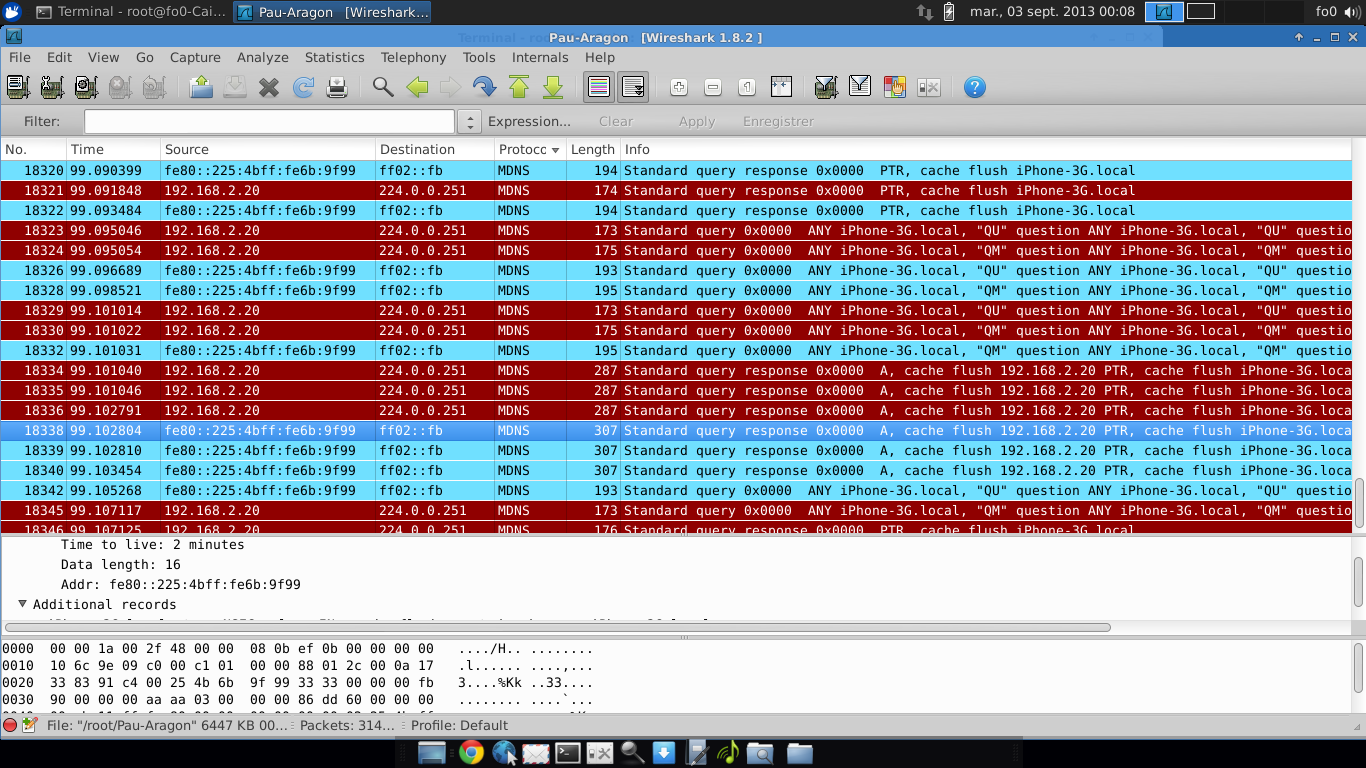 Terminal - root@fo0-Cai... Pau-Aragon [Wireshark... mar., 03 sept. 2013 00:08 fo0
Pau-Aragon [Wireshark 1.8.2 ]
File Edit View Go Capture Analyze Statistics Telephony Tools Internals Help
Filter: Expression... Clear Apply Enregistrer
No. Time Source Destination Protocc Length Info
18320 99.090399 fe80::225:4bff:fe6b:9f99 ff02::fb MDNS 194 Standard query response 0x0000 PTR, cache flush iPhone-3G.local
18321 99.091848 192.168.2.20 224.0.0.251 MDNS 174 Standard query response 0x0000 PTR, cache flush iPhone-3G.local
18322 99.093484 fe80::225:4bff:fe6b:9f99 ff02::fb MDNS 194 Standard query response 0x0000 PTR, cache flush iPhone-3G.local
18323 99.095046 192.168.2.20 224.0.0.251 MDNS 173 Standard query 0x0000 ANY iPhone-3G.local, "QU" question ANY iPhone-3G.local, "QU" questio
18324 99.095054 192.168.2.20 224.0.0.251 MDNS 175 Standard query 0x0000 ANY iPhone-3G.local, "QM" question ANY iPhone-3G.local, "QM" questio
18326 99.096689 fe80::225:4bff:fe6b:9f99 ff02::fb MDNS 193 Standard query 0x0000 ANY iPhone-3G.local, "QU" question ANY iPhone-3G.local, "QU" questio
18328 99.098521 fe80::225:4bff:fe6b:9f99 ff02::fb MDNS 195 Standard query 0x0000 ANY iPhone-3G.local, "QM" question ANY iPhone-3G.local, "QM" questio
18329 99.101014 192.168.2.20 224.0.0.251 MDNS 173 Standard query 0x0000 ANY iPhone-3G.local, "QU" question ANY iPhone-3G.local, "QU" questio
18330 99.101022 192.168.2.20 224.0.0.251 MDNS 175 Standard query 0x0000 ANY iPhone-3G.local, "QM" question ANY iPhone-3G.local, "QM" questio
18332 99.101031 fe80::225:4bff:fe6b:9f99 ff02::fb MDNS 195 Standard query 0x0000 ANY iPhone-3G.local, "QM" question ANY iPhone-3G.local, "QM" questio
18334 99.101040 192.168.2.20 224.0.0.251 MDNS 287 Standard query response 0x0000 A, cache flush 192.168.2.20 PTR, cache flush iPhone-3G.loca
18335 99.101046 192.168.2.20 224.0.0.251 MDNS 287 Standard query response 0x0000 A, cache flush 192.168.2.20 PTR, cache flush iPhone-3G.loca
18336 99.102791 192.168.2.20 224.0.0.251 MDNS 287 Standard query response 0x0000 A, cache flush 192.168.2.20 PTR, cache flush iPhone-3G.loca
18338 99.102804 fe80::225:4bff:fe6b:9f99 ff02::fb MDNS 307 Standard query response 0x0000 A, cache flush 192.168.2.20 PTR, cache flush iPhone-3G.loca
18339 99.102810 fe80::225:4bff:fe6b:9f99 ff02::fb MDNS 307 Standard query response 0x0000 A, cache flush 192.168.2.20 PTR, cache flush iPhone-3G.loca
18340 99.103454 fe80::225:4bff:fe6b:9f99 ff02::fb MDNS 307 Standard query response 0x0000 A, cache flush 192.168.2.20 PTR, cache flush iPhone-3G.loca
18342 99.105268 fe80::225:4bff:fe6b:9f99 ff02::fb MDNS 193 Standard query 0x0000 ANY iPhone-3G.local, "QU" question ANY iPhone-3G.local, "QU" questio
18345 99.107117 192.168.2.20 224.0.0.251 MDNS 173 Standard query 0x0000 ANY iPhone-3G.local, "QM" question ANY iPhone-3G.local, "QM" questio
18346 99.107125 192.168.2.20 224.0.0.251 MDNS 176 Standard query response 0x0000 PTR, cache flush iPhone-3G.local
Time to live: 2 minutes
Data length: 16
Addr: fe80::225:4bff:fe6b:9f99
Additional records
0000 00 00 1a 00 2f 48 00 00 08 0b ef 0b 00 00 00 00 ..../H.. ........
0010 10 6c 9e 09 c0 00 c1 01 00 00 88 01 2c 00 0a 17 .l...... ....,...
0020 33 83 91 c4 00 25 4b 6b 9f 99 33 33 00 00 00 fb 3....%Kk ..33....
0030 90 00 00 00 aa aa 03 00 00 00 86 dd 60 00 00 00 ........ ....`...
File: "/root/Pau-Aragon" 6447 KB 00... Packets: 314... Profile: Default